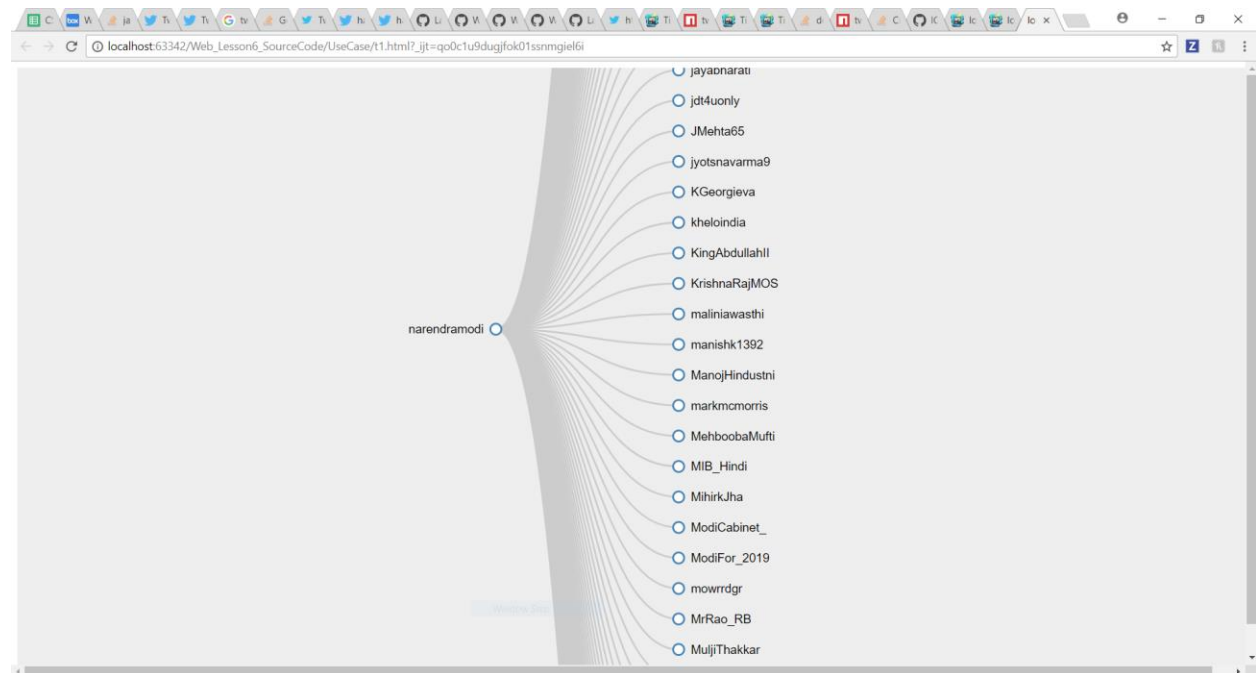 localhost:63342/Web_Lesson6_SourceCode/UseCase/t1.html?_ijt=qo0c1u9dugjfok01ssnmgiel6i
jayabharati
jdt4uonly
JMehta65
jyotsnavarma9
KGeorgieva
kheloindia
KingAbdullahII
KrishnaRajMOS
maliniawasthi
narendramodi
manishk1392
ManojHindustni
markmcmorris
MehboobaMufti
MIB_Hindi
MihirkJha
ModiCabinet_
ModiFor_2019
mowrrdgr
MrRao_RB
MuljiThakkar